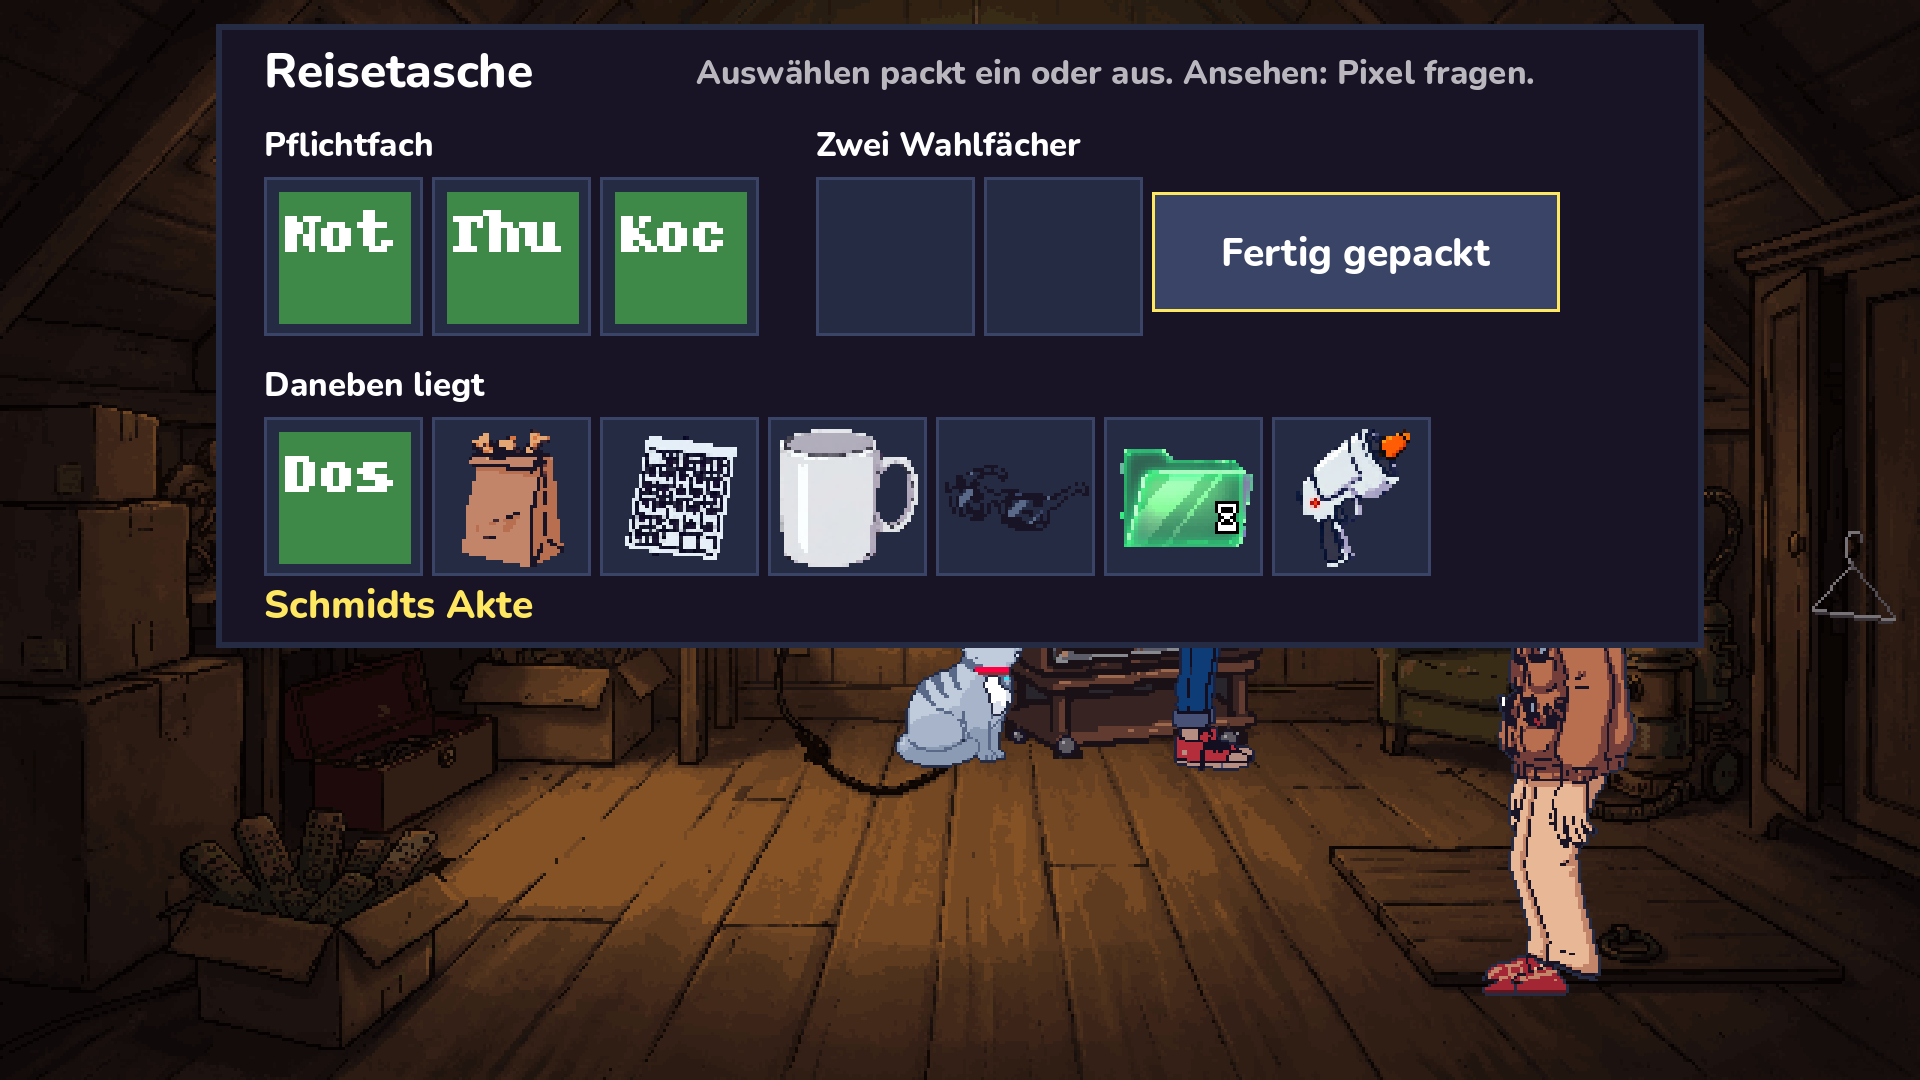 Reisetasche
Auswählen packt ein oder aus. Ansehen: Pixel fragen.
Pflichtfach
Zwei Wahlfächer
Not
Thu
Koc
Fertig gepackt
Daneben liegt
Dos
Schmidts Akte